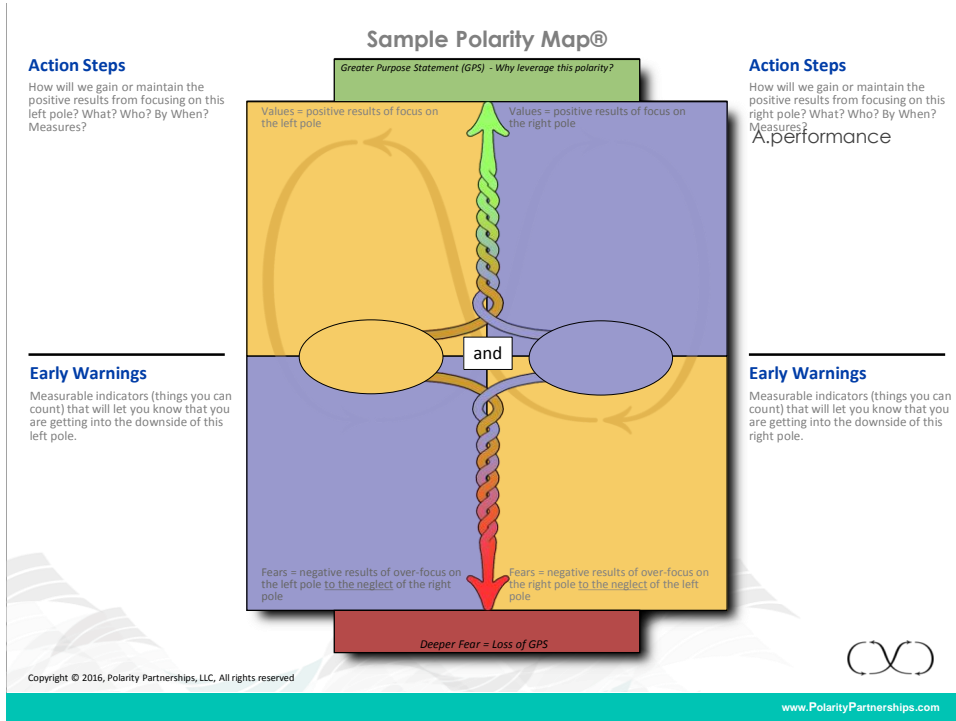 Sample Polarity Map®
Action Steps
How will we gain or maintain the
positive results from focusing on this
left pole? What? Who? By When?
Measures?
Greater Purpose Statement (GPS) - Why leverage this polarity?
Values = positive results of focus on
the left pole
Values = positive results of focus on
the right pole
Action Steps
How will we gain or maintain the
positive results from focusing on this
right pole? What? Who? By When?
Measures?
A.performance
and
Early Warnings
Measurable indicators (things you can
count) that will let you know that you
are getting into the downside of this
left pole.
Early Warnings
Measurable indicators (things you can
count) that will let you know that you
are getting into the downside of this
right pole.
Fears = negative results of over-focus on
the left pole to the neglect of the right
pole
Fears = negative results of over-focus on
the right pole to the neglect of the left
pole
Deeper Fear = Loss of GPS
Copyright © 2016, Polarity Partnerships, LLC, All rights reserved
www.PolarityPartnerships.com